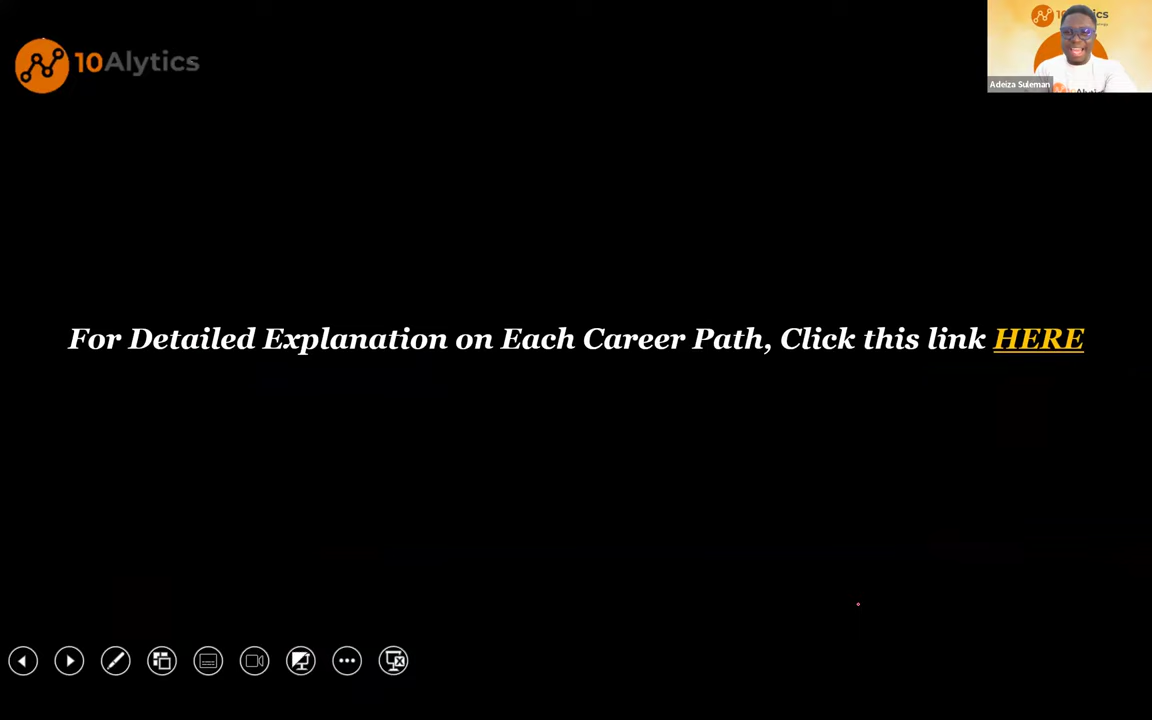 10Alytics
Adeiza Suleman
For Detailed Explanation on Each Career Path, Click this link HERE